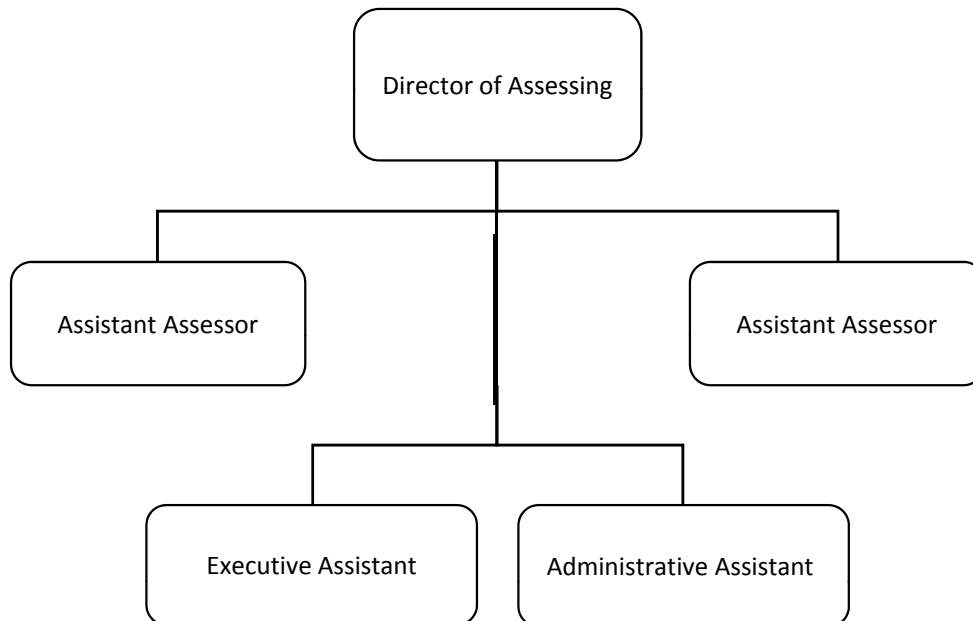 Director of Assessing
Assistant Assessor
Assistant Assessor
Executive Assistant
Administrative Assistant